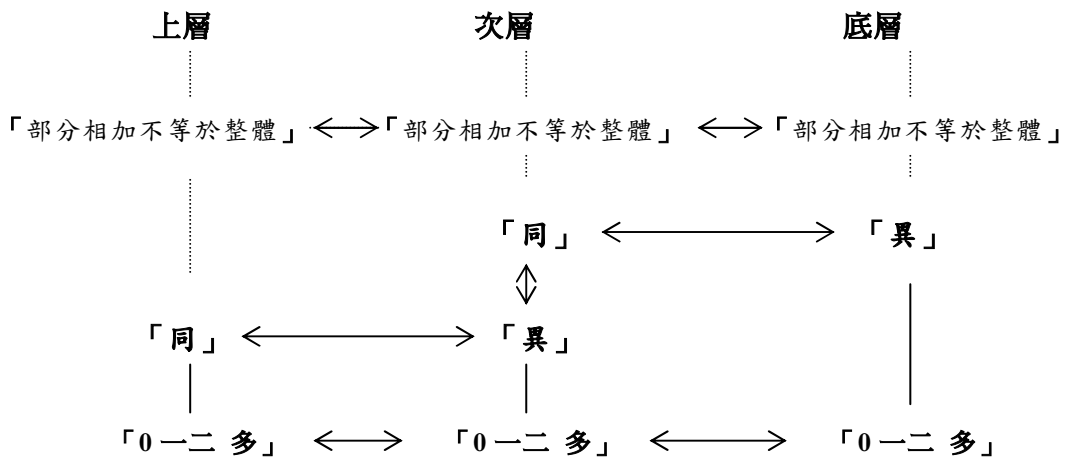 上層 次層 底層
「部分相加不等於整體」 「部分相加不等於整體」 「部分相加不等於整體」
「同」 「異」
「同」 「異」
「0 一二 多」 「0 一二 多」 「0 一二 多」